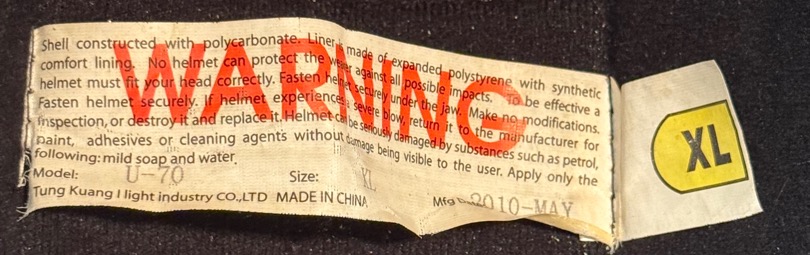 WARNING
Shell constructed with polycarbonate. Liner made of expanded polystyrene with synthetic
comfort lining. No helmet can protect the wearer against all possible impacts. To be effective a
helmet must fit your head correctly. Fasten helmet securely under the jaw. Make no modifications.
Fasten helmet securely. If helmet experiences a severe blow, return it to the manufacturer for
inspection, or destroy it and replace it. Helmet can be seriously damaged by substances such as petrol,
paint, adhesives or cleaning agents without damage being visible to the user. Apply only the
following: mild soap and water.
Model: U-70 Size: XL
Tung Kuang I light industry CO.,LTD MADE IN CHINA Mfg D. 2010-MAY
XL